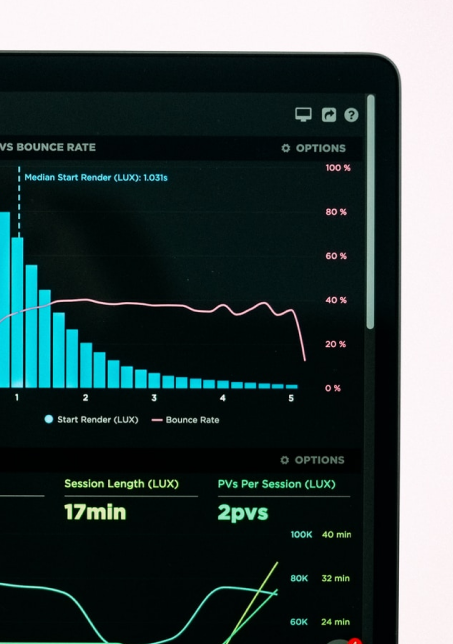 VS BOUNCE RATE
OPTIONS
Median Start Render (LUX): 1.031s
100 %
80 %
60 %
40 %
20 %
0 %
1 2 3 4 5
Start Render (LUX) Bounce Rate
OPTIONS
Session Length (LUX) PVs Per Session (LUX)
17min 2pvs
100K 40 min
80K 32 min
60K 24 min